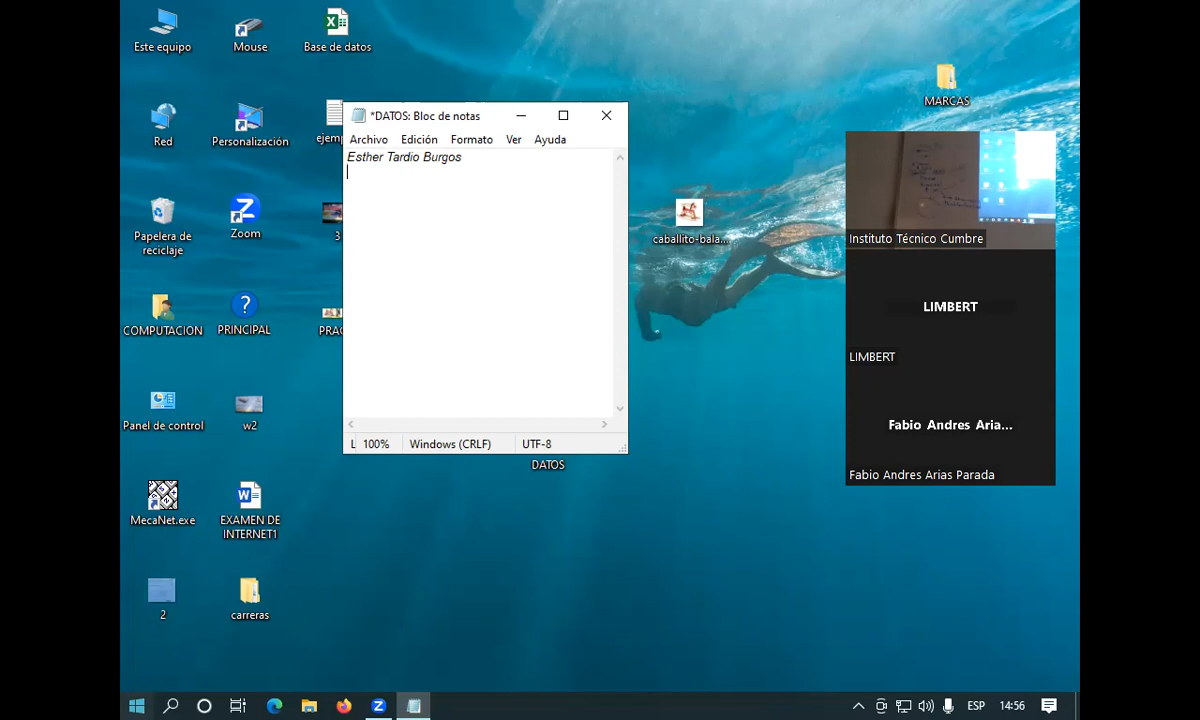 Este equipo
Mouse
Base de datos
MARCAS
Red
Personalización
ejemp
*DATOS: Bloc de notas
Archivo Edición Formato Ver Ayuda
Esther Tardio Burgos
L 100% Windows (CRLF) UTF-8
DATOS
Papelera de reciclaje
Zoom
3
caballito-bala...
COMPUTACION
PRINCIPAL
PRAC
Panel de control
w2
MecaNet.exe
EXAMEN DE INTERNET1
2
carreras
Instituto Técnico Cumbre
LIMBERT
LIMBERT
Fabio Andres Aria...
Fabio Andres Arias Parada
ESP 14:56